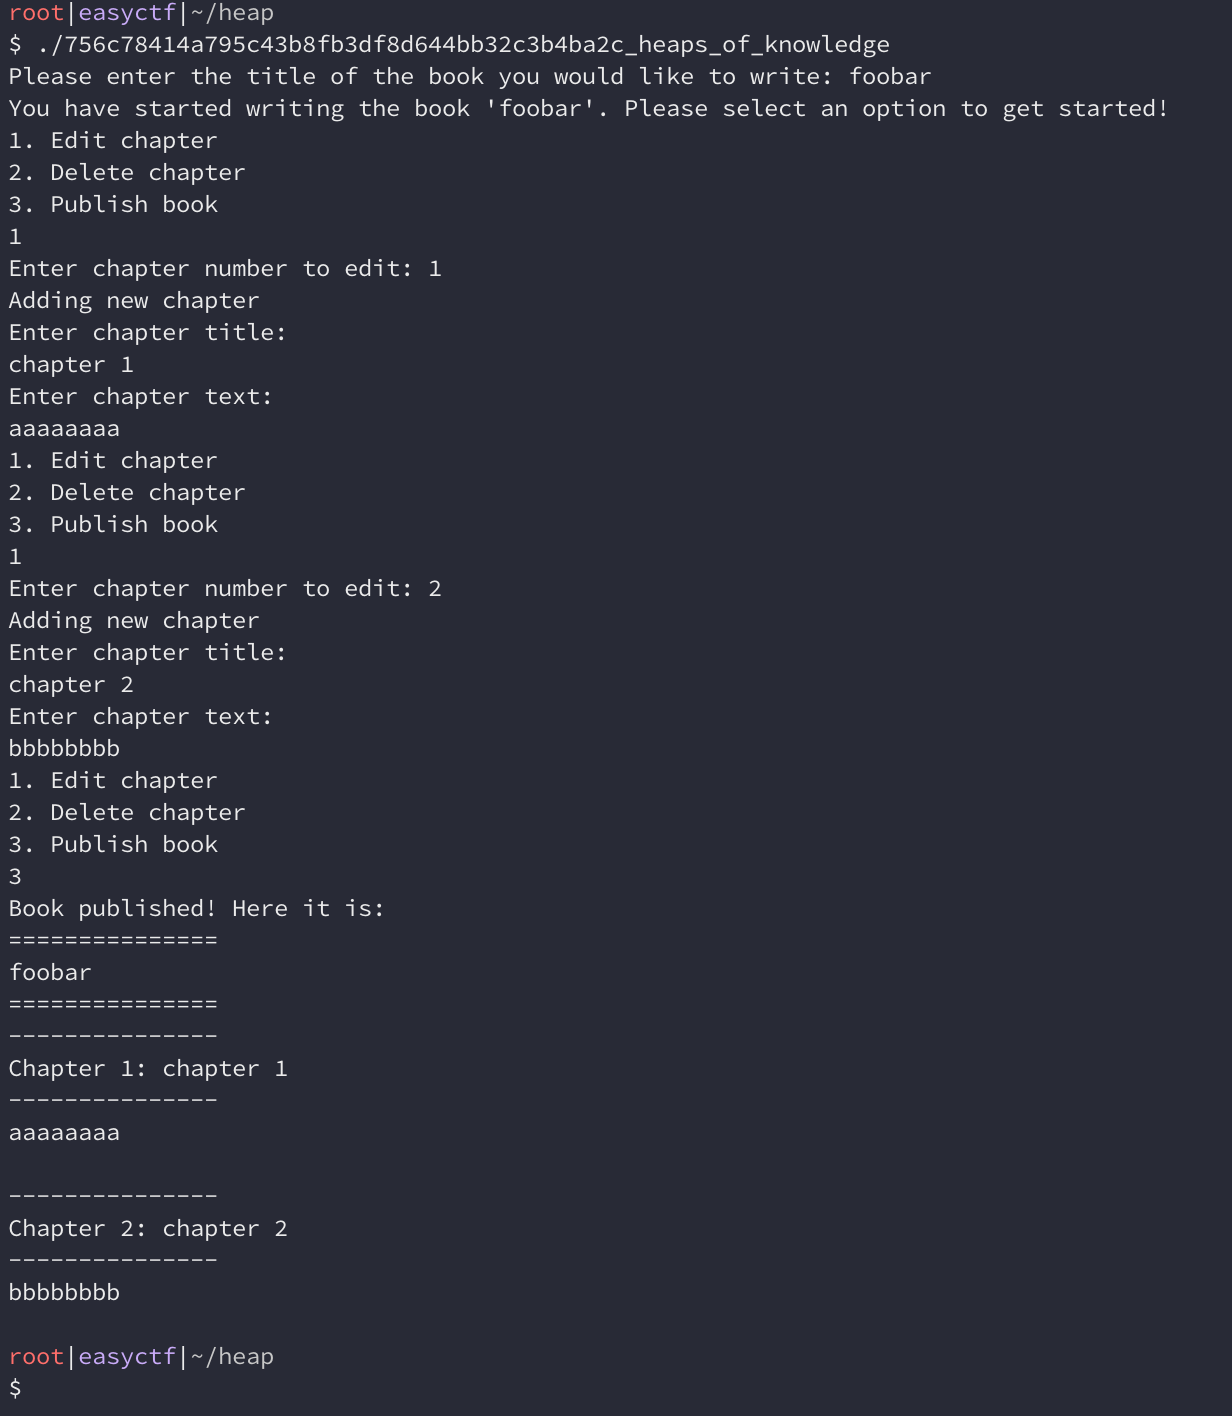 root|easyctf|~/heap
$ ./756c78414a795c43b8fb3df8d644bb32c3b4ba2c_heaps_of_knowledge
Please enter the title of the book you would like to write: foobar
You have started writing the book 'foobar'. Please select an option to get started!
1. Edit chapter
2. Delete chapter
3. Publish book
1
Enter chapter number to edit: 1
Adding new chapter
Enter chapter title:
chapter 1
Enter chapter text:
aaaaaaaa
1. Edit chapter
2. Delete chapter
3. Publish book
1
Enter chapter number to edit: 2
Adding new chapter
Enter chapter title:
chapter 2
Enter chapter text:
bbbbbbbb
1. Edit chapter
2. Delete chapter
3. Publish book
3
Book published! Here it is:
===============
foobar
===============
---------------
Chapter 1: chapter 1
---------------
aaaaaaaa
---------------
Chapter 2: chapter 2
---------------
bbbbbbbb
root|easyctf|~/heap
$